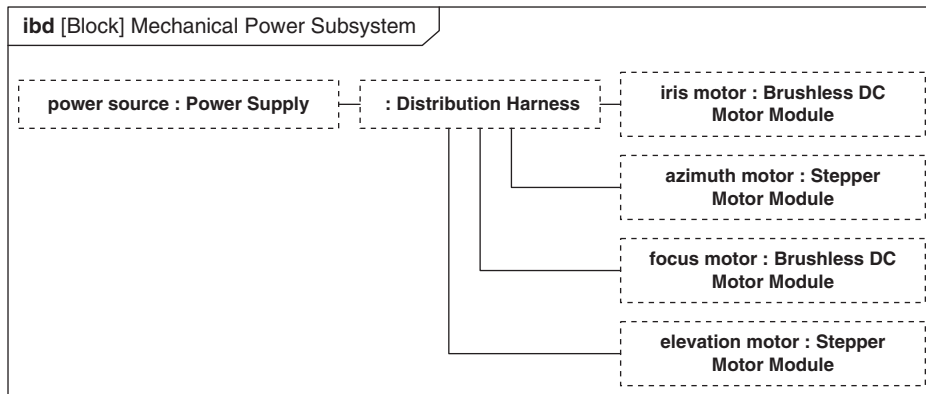 ibd [Block] Mechanical Power Subsystem
power source : Power Supply
: Distribution Harness
iris motor : Brushless DC
Motor Module
azimuth motor : Stepper
Motor Module
focus motor : Brushless DC
Motor Module
elevation motor : Stepper
Motor Module